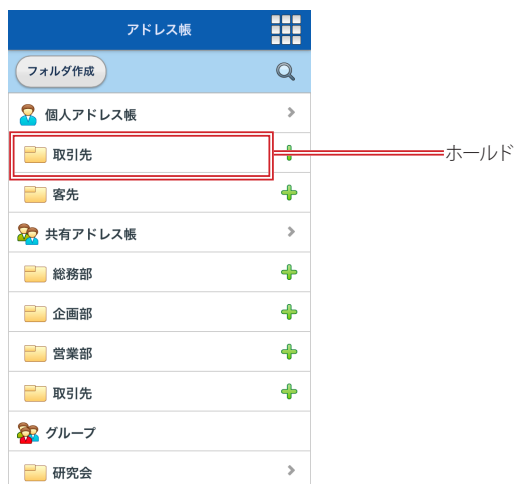 アドレス帳
フォルダ作成
個人アドレス帳
取引先
ホールド
客先
共有アドレス帳
総務部
企画部
営業部
取引先
グループ
研究会